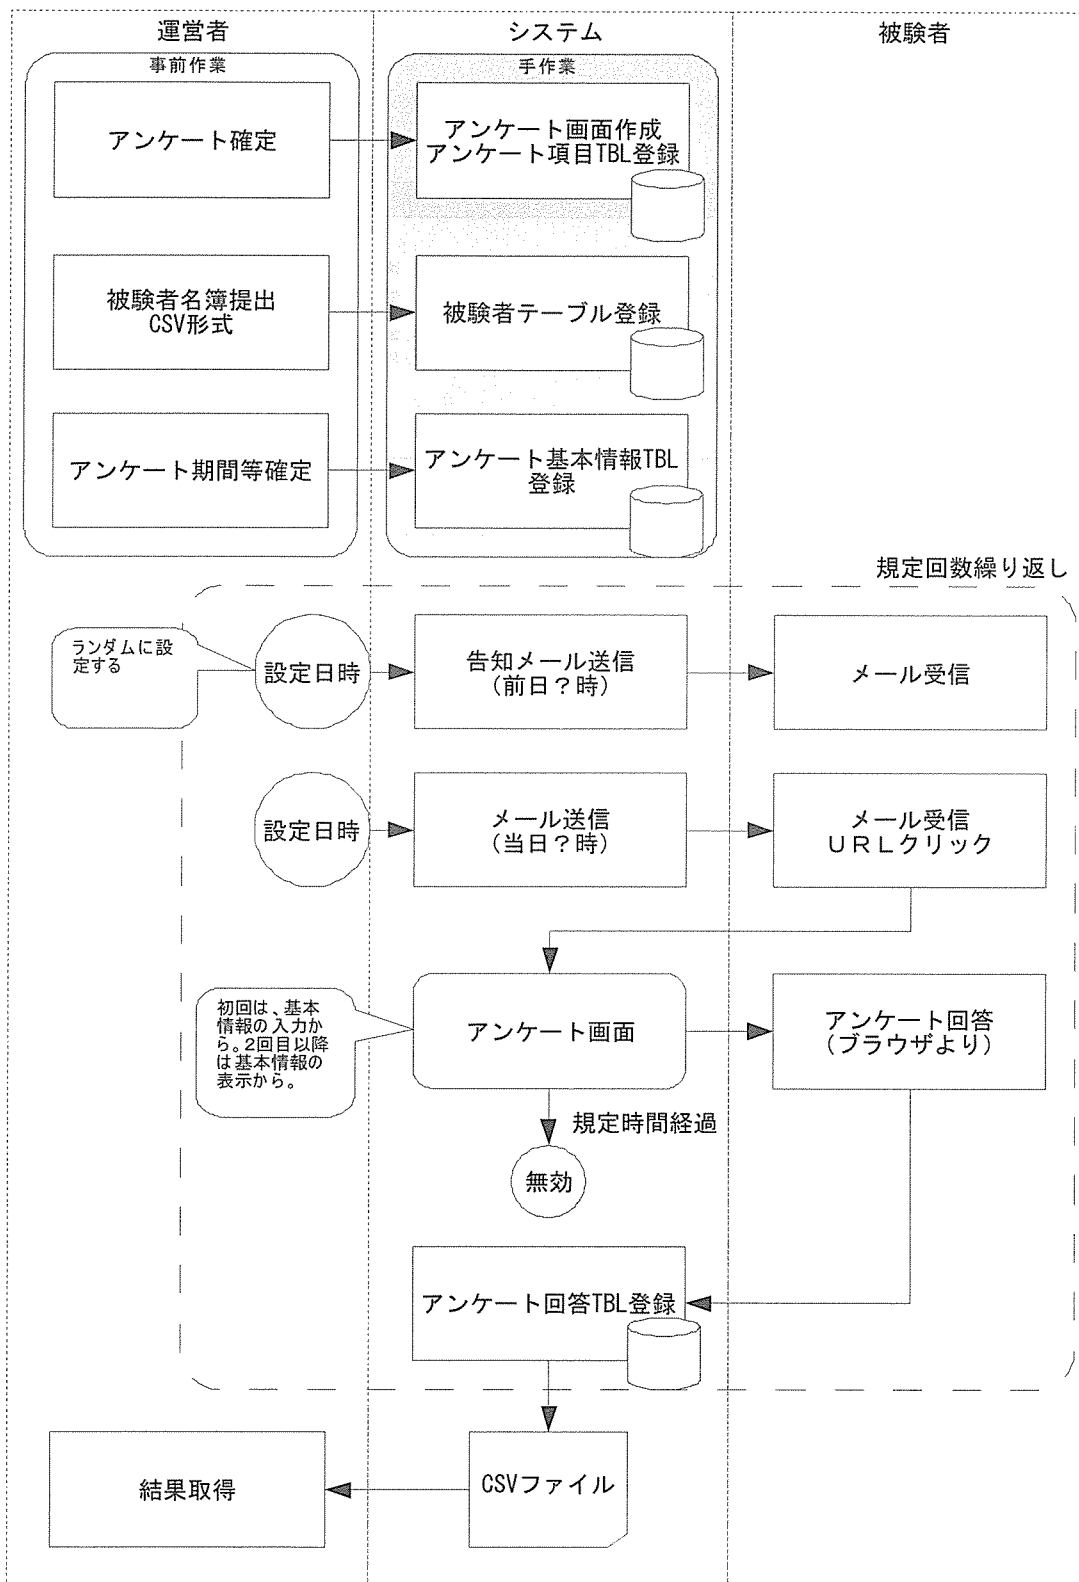 運営者
システム
被験者
事前作業
手作業
アンケート確定
アンケート画面作成
アンケート項目TBL登録
被験者名簿提出
CSV形式
被験者テーブル登録
アンケート期間等確定
アンケート基本情報TBL
登録
規定回数繰り返し
ランダムに設
定する
設定日時
告知メール送信
(前日?時)
メール受信
設定日時
メール送信
(当日?時)
メール受信
URLクリック
初回は、基本
情報の入力か
ら。2回目以降
は基本情報の
表示から。
アンケート画面
アンケート回答
(ブラウザより)
規定時間経過
無効
アンケート回答TBL登録
結果取得
CSVファイル